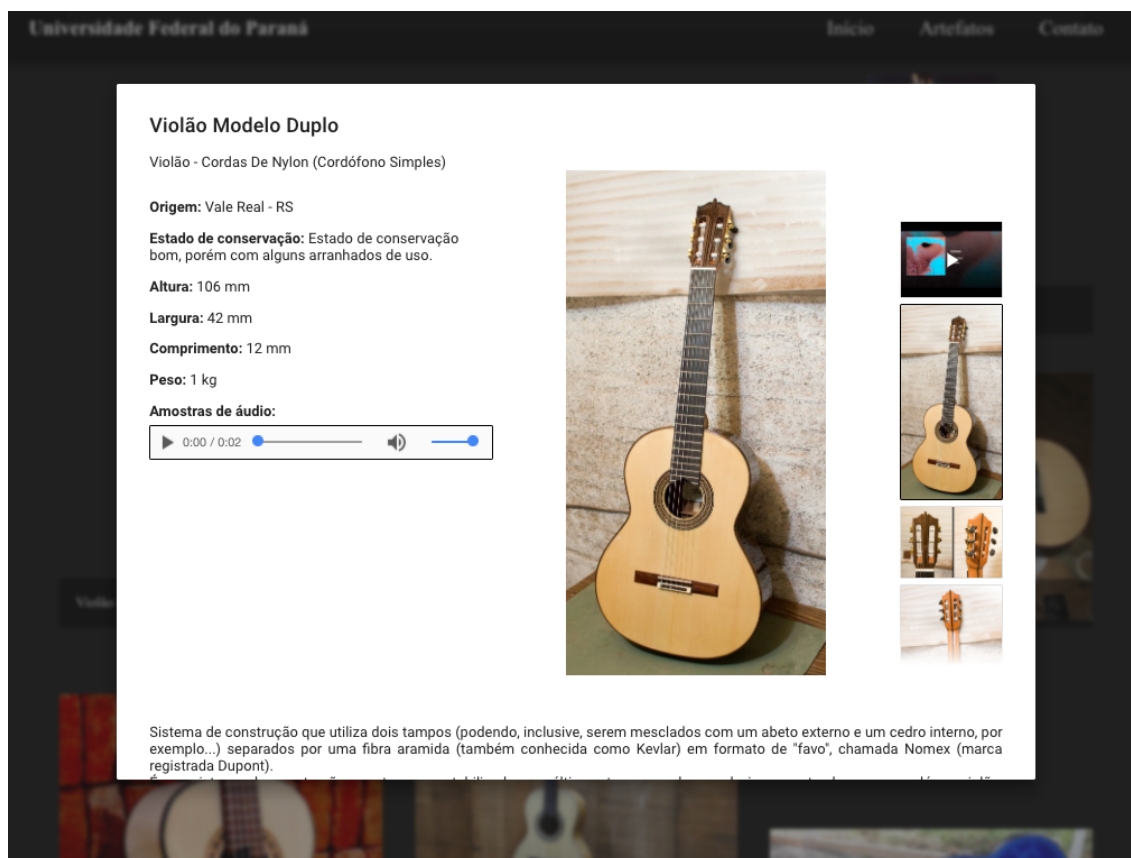 Universidade Federal do Paraná
Início
Artefatos
Contato
Violão Modelo Duplo
Violão - Cordas De Nylon (Cordófono Simples)
Origem: Vale Real - RS
Estado de conservação: Estado de conservação
bom, porém com alguns arranhados de uso.
Altura: 106 mm
Largura: 42 mm
Comprimento: 12 mm
Peso: 1 kg
Amostras de áudio:
0:00 / 0:02
Violão
Sistema de construção que utiliza dois tampos (podendo, inclusive, serem mesclados com um abeto externo e um cedro interno, por
exemplo...) separados por uma fibra aramida (também conhecida como Kevlar) em formato de "favo", chamada Nomex (marca
registrada Dupont).